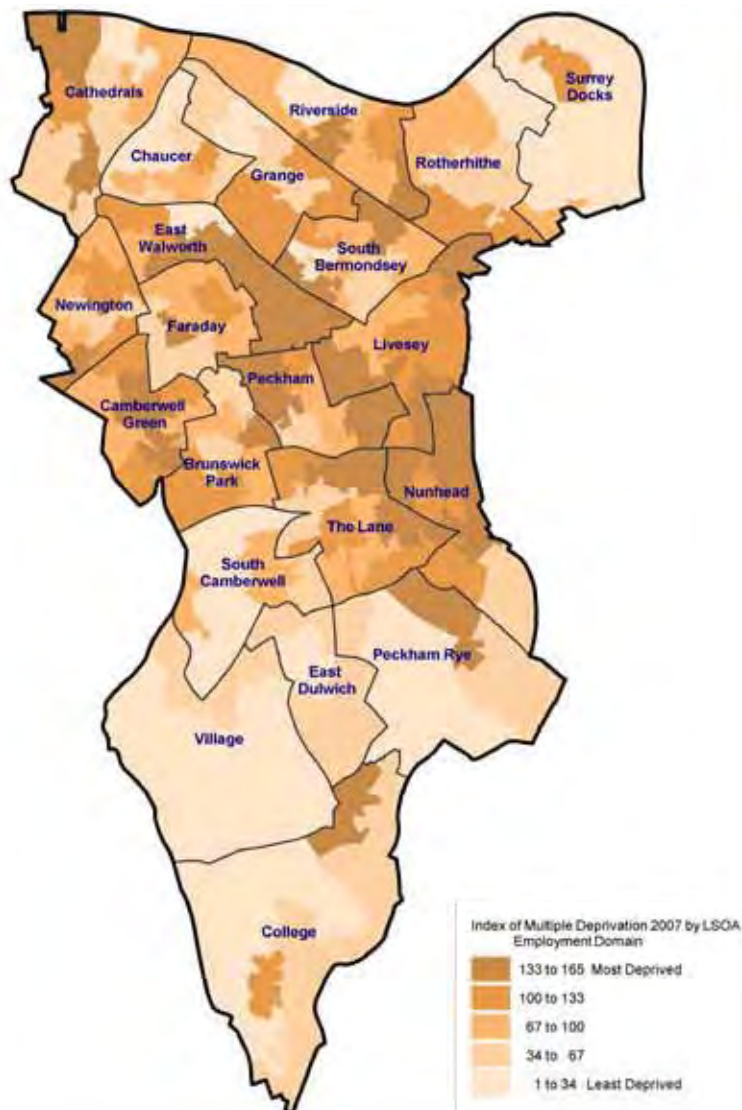 Cathedrals
Riverside
Surrey
Docks
Chaucer
Grange
Rotherhithe
East
Walworth
South
Bermondsey
Newington
Faraday
Livesey
Peckham
Camberwell
Green
Brunswick
Park
Nunhead
The Lane
South
Camberwell
Peckham Rye
East
Dulwich
Village
College
Index of Multiple Deprivation 2007 by LSOA
Employment Domain
133 to 165 Most Deprived
100 to 133
67 to 100
34 to 67
1 to 34 Least Deprived